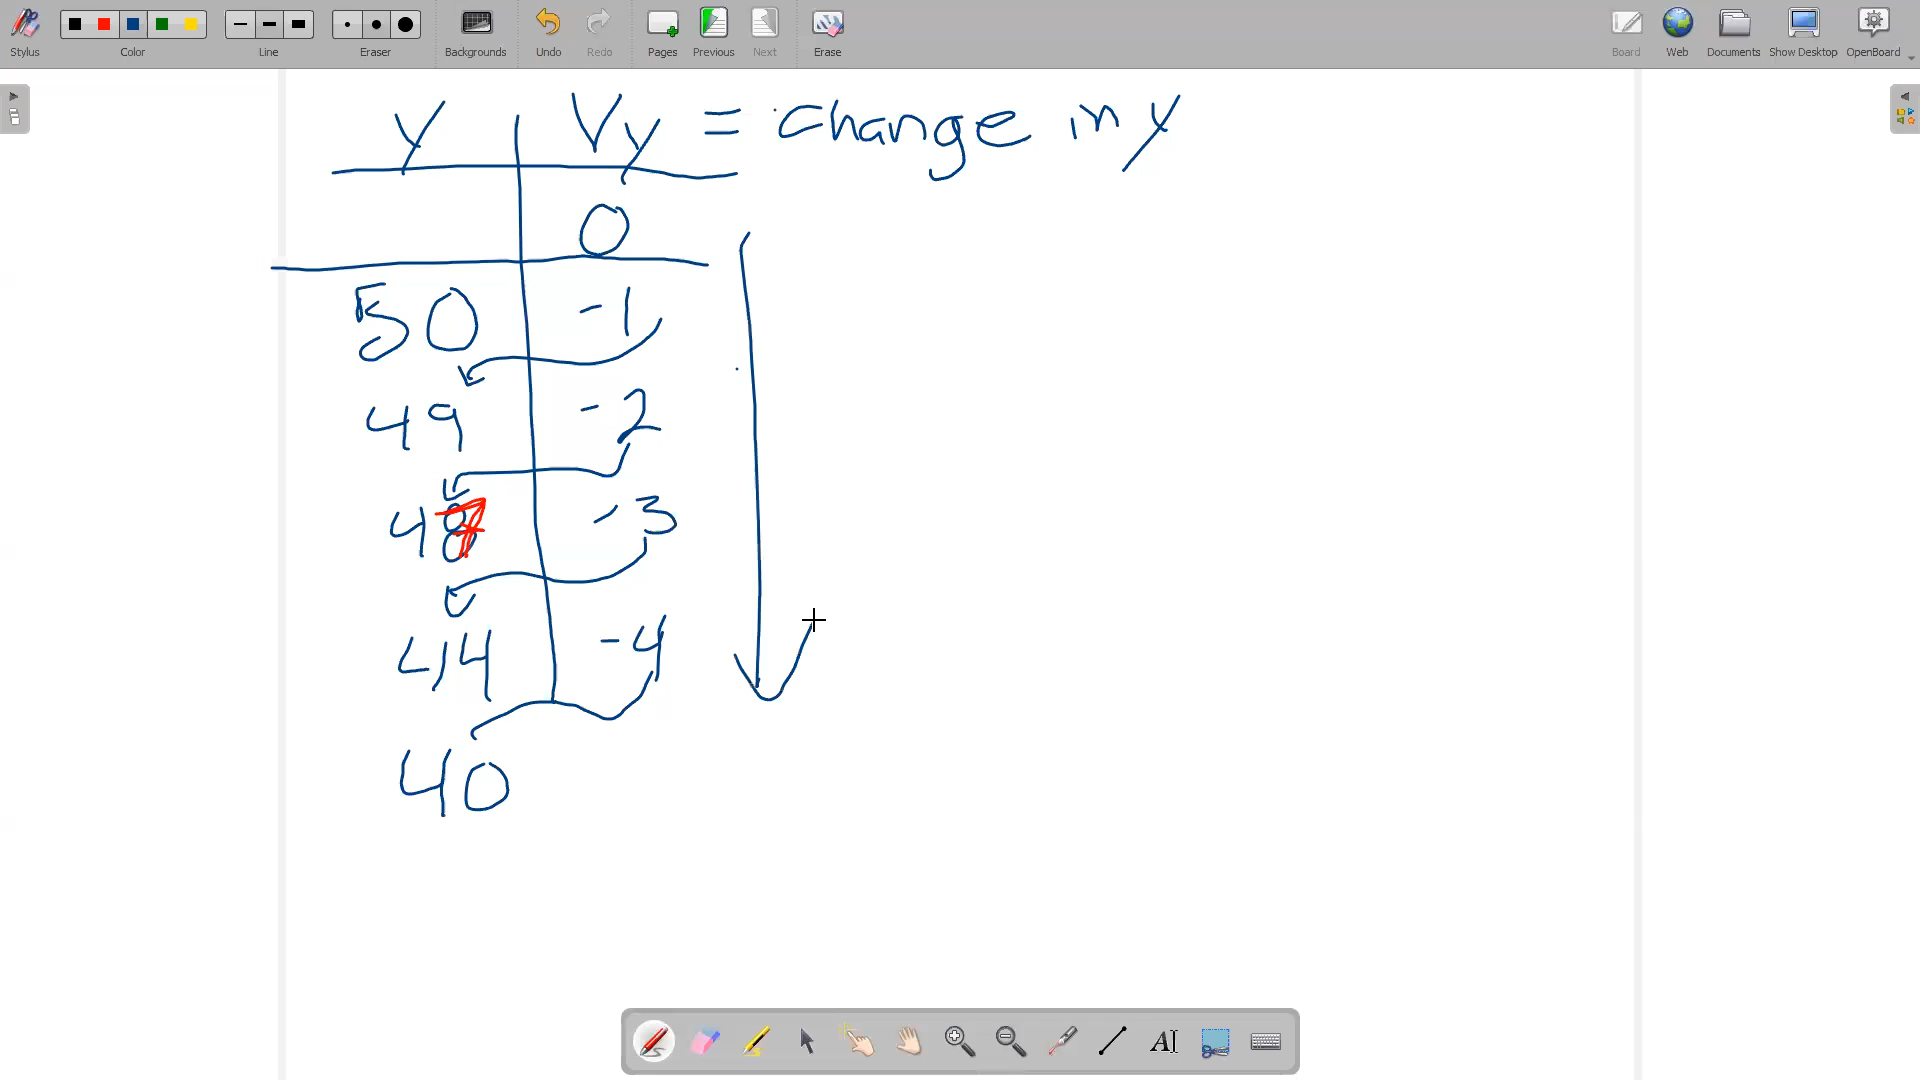 Stylus
Color
Line
Eraser
Backgrounds
Undo
Redo
Pages
Previous
Next
Erase
Board
Web
Documents
Show Desktop
OpenBoard
y Vy = change in y
0
50 -1
49 -2
47 -3
44 -4
40
AI